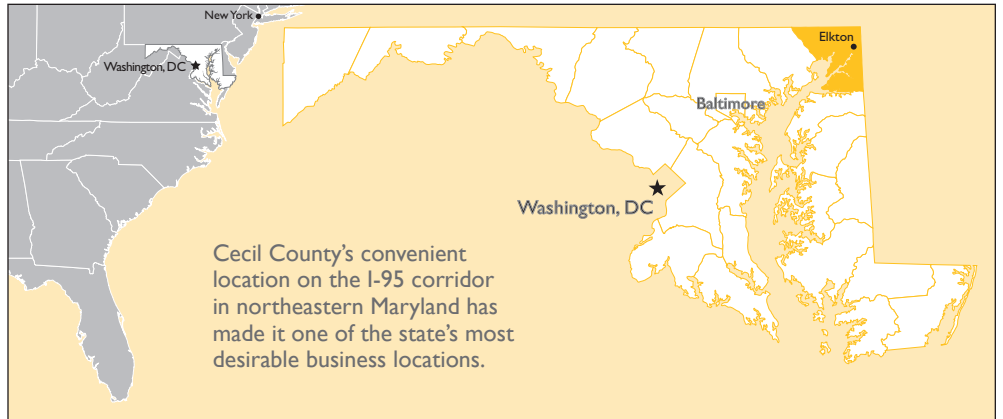 New York
Washington, DC
Elkton
Baltimore
Washington, DC
Cecil County’s convenient
location on the I-95 corridor
in northeastern Maryland has
made it one of the state’s most
desirable business locations.